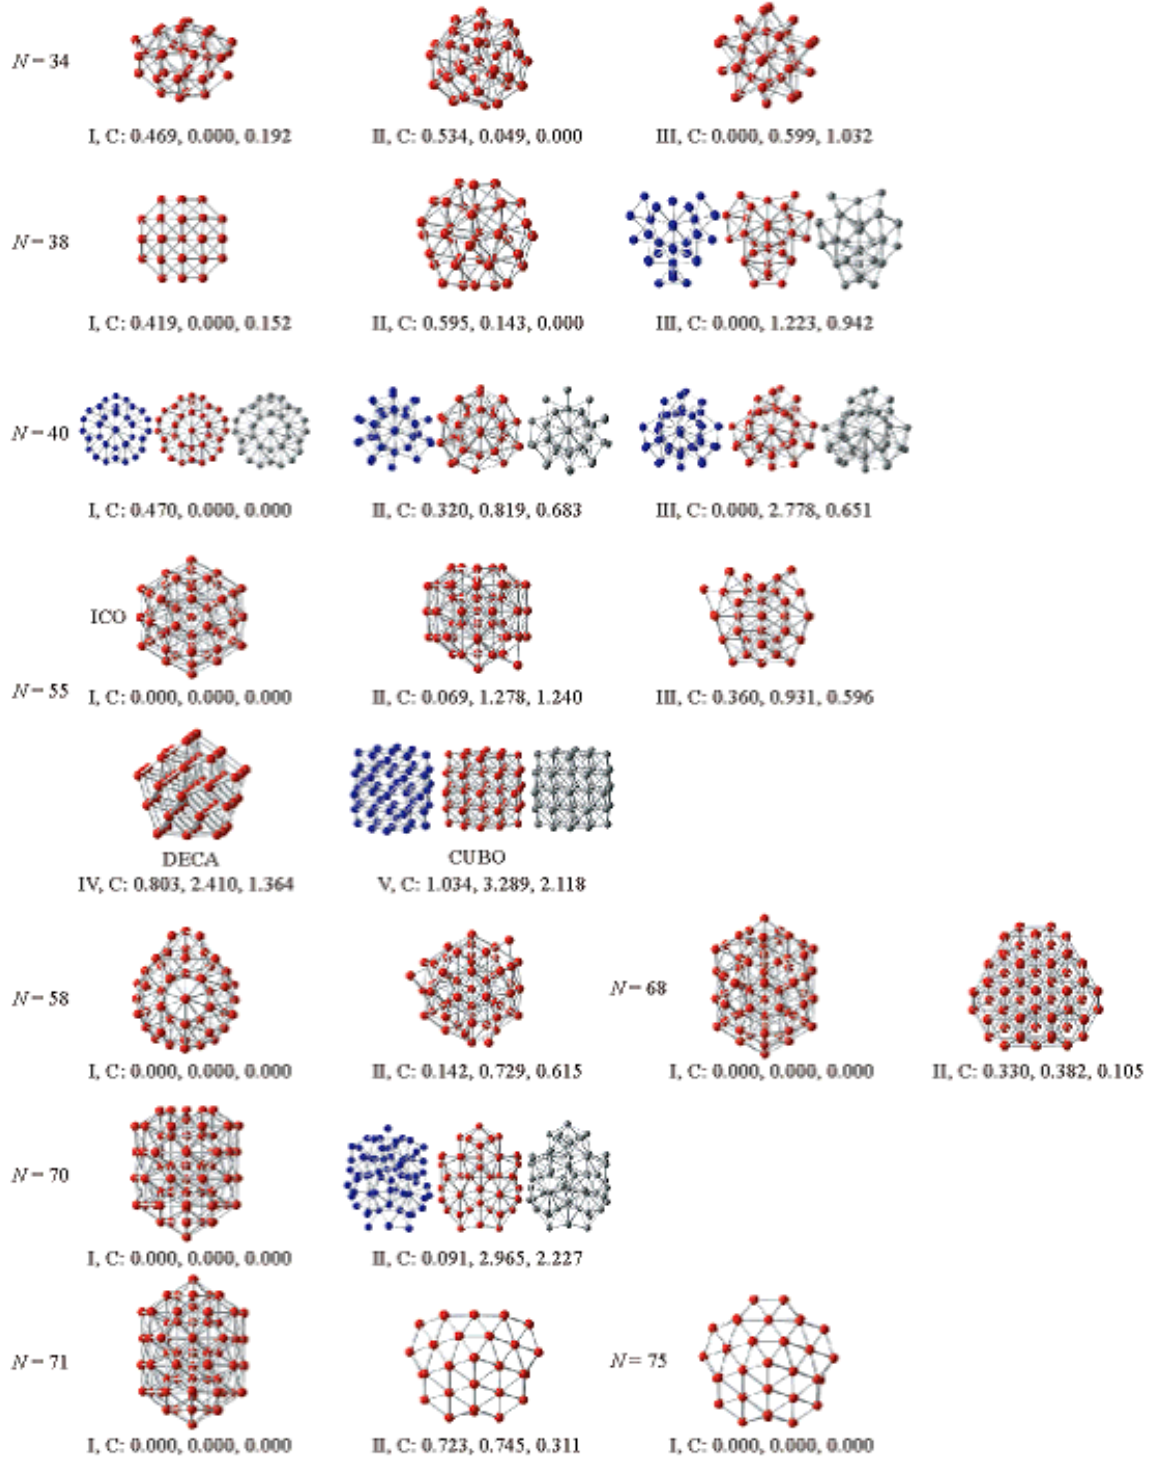 N = 34
I, C: 0.469, 0.000, 0.192
II, C: 0.534, 0.049, 0.000
III, C: 0.000, 0.599, 1.032
N = 38
I, C: 0.419, 0.000, 0.152
II, C: 0.595, 0.143, 0.000
III, C: 0.000, 1.223, 0.942
N = 40
I, C: 0.470, 0.000, 0.000
II, C: 0.320, 0.819, 0.683
III, C: 0.000, 2.778, 0.651
ICO
N = 55
I, C: 0.000, 0.000, 0.000
II, C: 0.069, 1.278, 1.240
III, C: 0.360, 0.931, 0.596
DECA
CUBO
IV, C: 0.803, 2.410, 1.364
V, C: 1.034, 3.289, 2.118
N = 58
N = 68
I, C: 0.000, 0.000, 0.000
II, C: 0.142, 0.729, 0.615
I, C: 0.000, 0.000, 0.000
II, C: 0.330, 0.382, 0.105
N = 70
I, C: 0.000, 0.000, 0.000
II, C: 0.091, 2.965, 2.227
N = 71
N = 75
I, C: 0.000, 0.000, 0.000
II, C: 0.723, 0.745, 0.311
I, C: 0.000, 0.000, 0.000